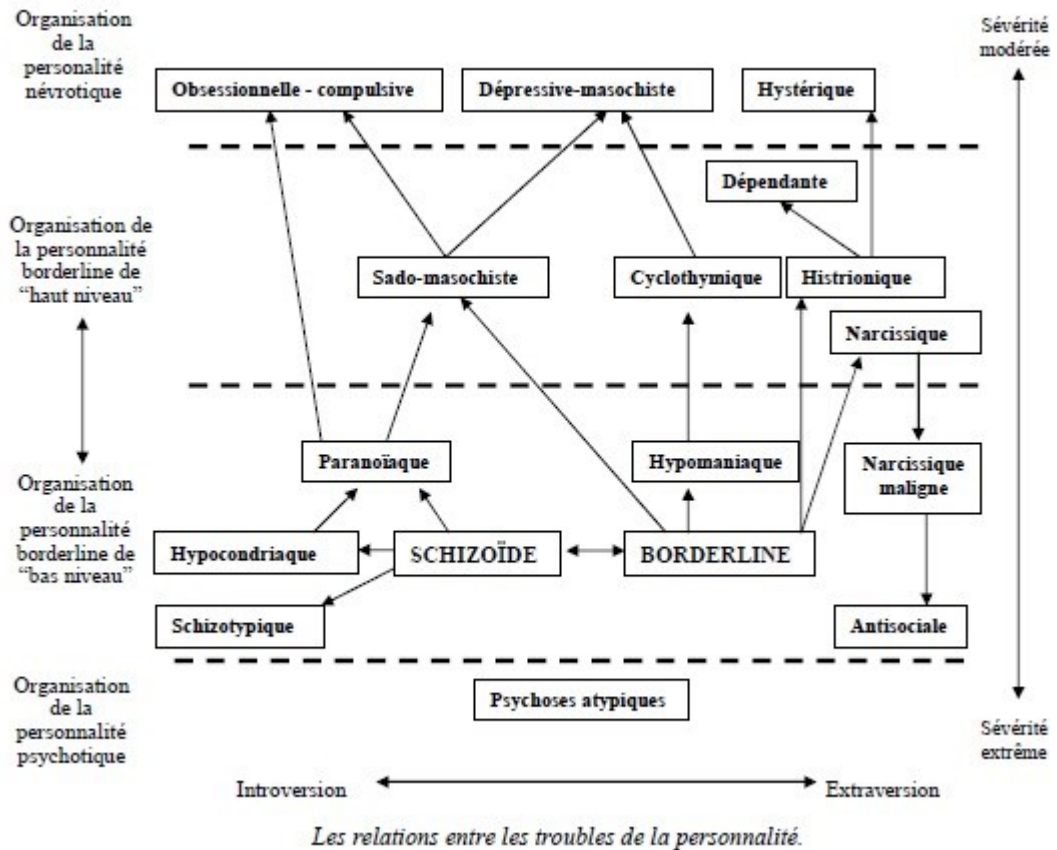 Organisation
de la
personalité
névrotique
Sévérité
modérée
Obsessionnelle - compulsive
Dépressive-masochiste
Hystérique
Dépendante
Organisation de
la personnalité
borderline de
“haut niveau”
Sado-masochiste
Cyclothymique
Histrionique
Narcissique
Paranoïaque
Hypomaniaque
Narcissique
maligne
Organisation
de la
personnalité
borderline de
“bas niveau”
Hypocondriaque
SCHIZOÏDE
BORDERLINE
Schizotypique
Antisociale
Organisation
de la
personnalité
psychotique
Psychoses atypiques
Sévérité
extrême
Introversion
Extraversion
Les relations entre les troubles de la personnalité.